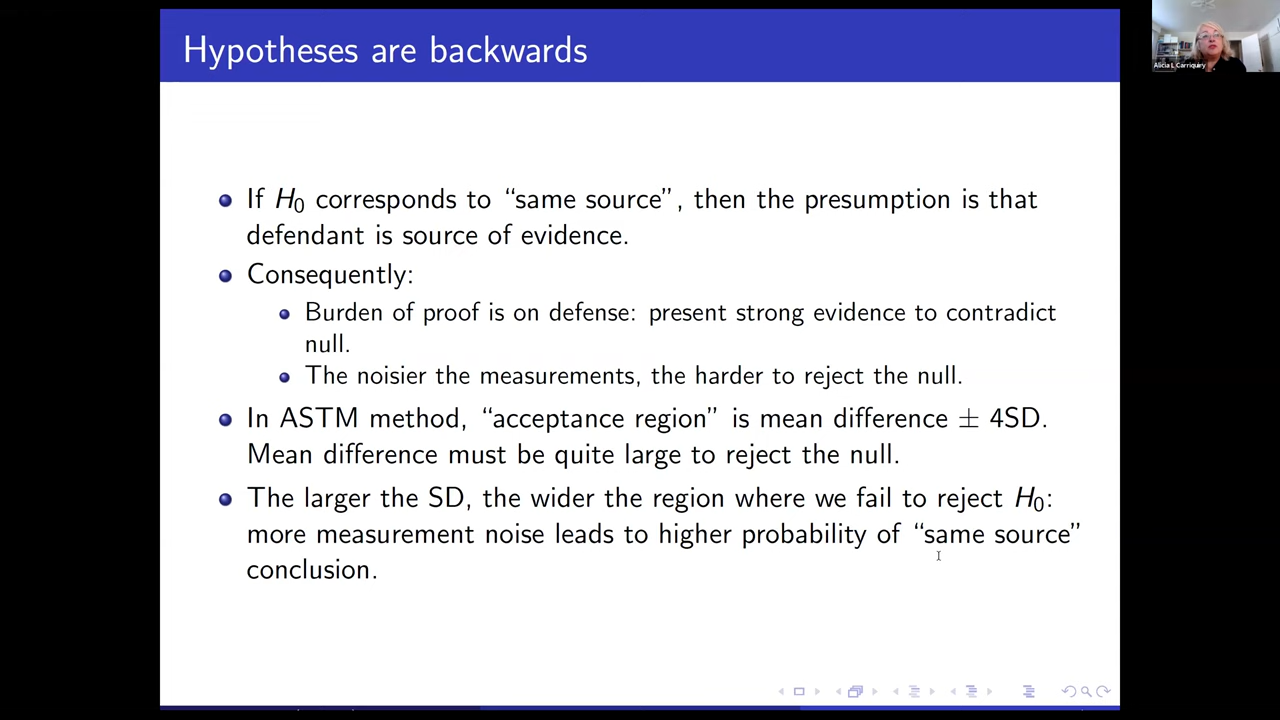 Hypotheses are backwards
Alicia L Carriquiry
If H₀ corresponds to “same source”, then the presumption is that
defendant is source of evidence.
Consequently:
Burden of proof is on defense: present strong evidence to contradict
null.
The noisier the measurements, the harder to reject the null.
In ASTM method, “acceptance region” is mean difference ± 4SD.
Mean difference must be quite large to reject the null.
The larger the SD, the wider the region where we fail to reject H₀:
more measurement noise leads to higher probability of “same source”
conclusion.